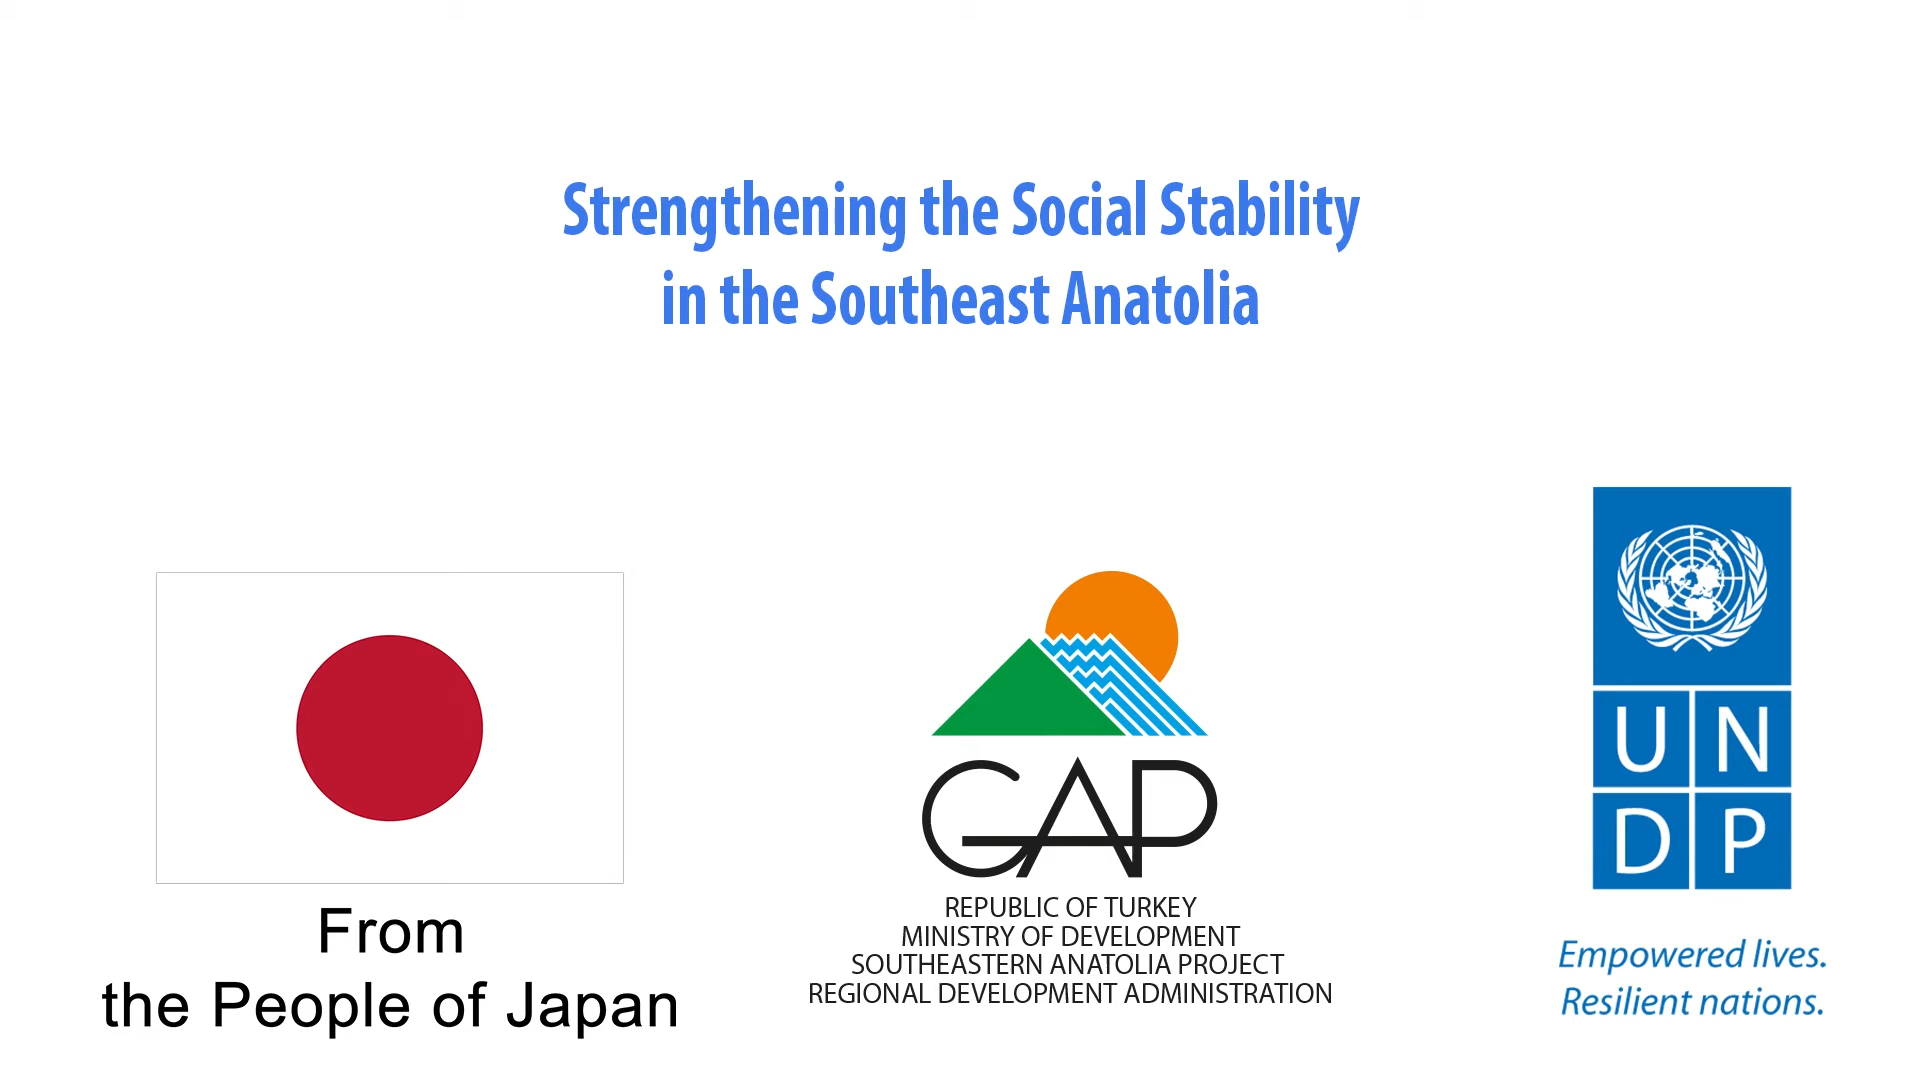 Strengthening the Social Stability
in the Southeast Anatolia
From
the People of Japan
GAP
REPUBLIC OF TURKEY
MINISTRY OF DEVELOPMENT
SOUTHEASTERN ANATOLIA PROJECT
REGIONAL DEVELOPMENT ADMINISTRATION
U N
D P
Empowered lives.
Resilient nations.